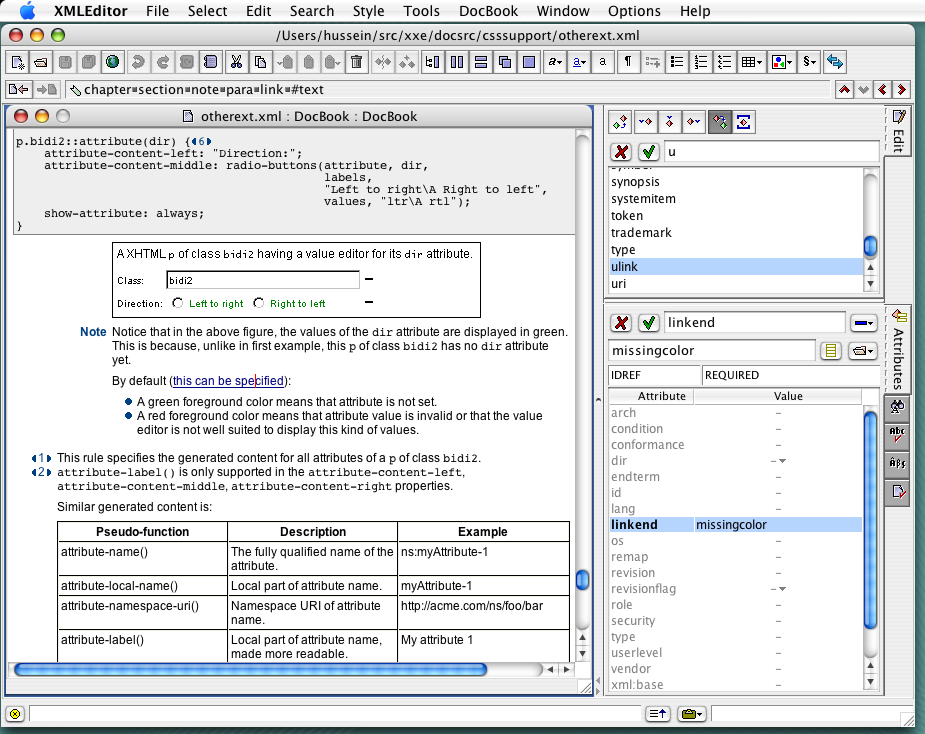 XMLEditor File Select Edit Search Style Tools DocBook Window Options Help
/Users/hussein/src/xxe/docsrc/csssupport/otherext.xml
chapter=section=note=para=link=#text
otherext.xml : DocBook : DocBook
p.bidi2::attribute(dir) {6
attribute-content-left: "Direction:";
attribute-content-middle: radio-buttons(attribute, dir,
labels,
"Left to right\A Right to left",
values, "ltr\A rtl");
show-attribute: always;
}
A XHTML p of class bidi2 having a value editor for its dir attribute.
Class: bidi2
Direction: Left to right Right to left
Note Notice that in the above figure, the values of the dir attribute are displayed in green.
This is because, unlike in first example, this p of class bidi2 has no dir attribute
yet.
By default (this can be specified):
A green foreground color means that attribute is not set.
A red foreground color means that attribute value is invalid or that the value
editor is not well suited to display this kind of values.
1 This rule specifies the generated content for all attributes of a p of class bidi2.
2 attribute-label() is only supported in the attribute-content-left,
attribute-content-middle, attribute-content-right properties.
Similar generated content is:
Pseudo-function Description Example
attribute-name() The fully qualified name of the ns:myAttribute-1
attribute.
attribute-local-name() Local part of attribute name. myAttribute-1
attribute-namespace-uri() Namespace URI of attribute http://acme.com/ns/foo/bar
name.
attribute-label() Local part of attribute name, My attribute 1
made more readable.
Edit
u
synopsis
systemitem
token
trademark
type
ulink
uri
Attributes
linkend
missingcolor
IDREF REQUIRED
Attribute Value
arch –
condition –
conformance –
dir –
endterm –
id –
lang –
linkend missingcolor
os –
remap –
revision –
revisionflag –
role –
security –
type –
userlevel –
vendor –
xml:base –